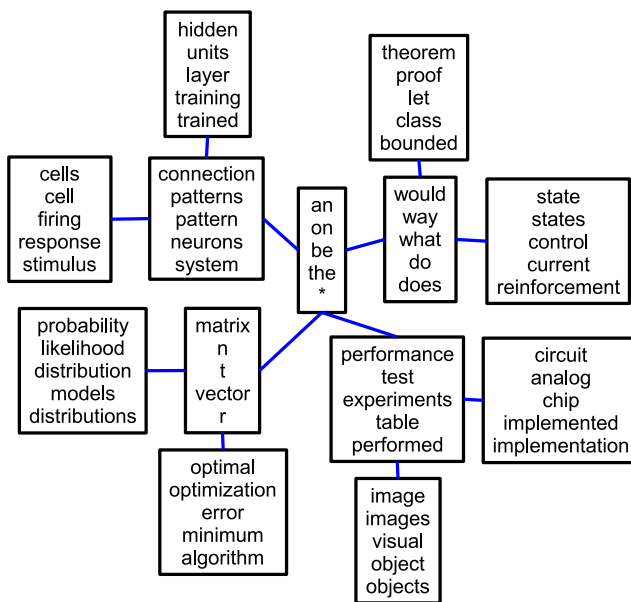 hidden
units
layer
training
trained
theorem
proof
let
class
bounded
cells
cell
firing
response
stimulus
connection
patterns
pattern
neurons
system
an
on
be
the
*
would
way
what
do
does
state
states
control
current
reinforcement
probability
likelihood
distribution
models
distributions
matrix
n
t
vector
r
performance
test
experiments
table
performed
circuit
analog
chip
implemented
implementation
optimal
optimization
error
minimum
algorithm
image
images
visual
object
objects